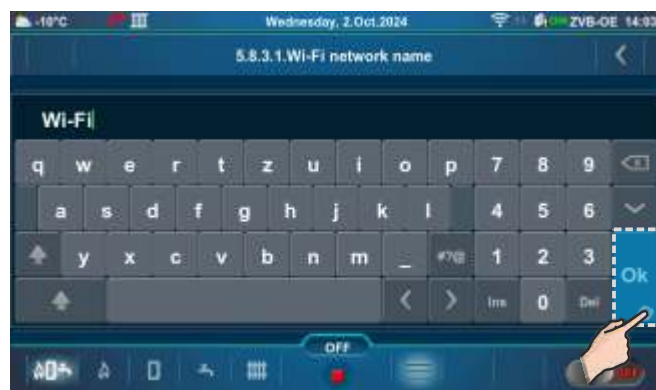 -10°C Wednesday, 2.Oct.2024 ZVB-OE 14:03
5.8.3.1.Wi-Fi network name
Wi-Fi
q w e r t z u i o p 7 8 9
a s d f g h j k l 4 5 6
y x c v b n m _ #?@ 1 2 3 Ok
Ins 0 Del
OFF
OFF